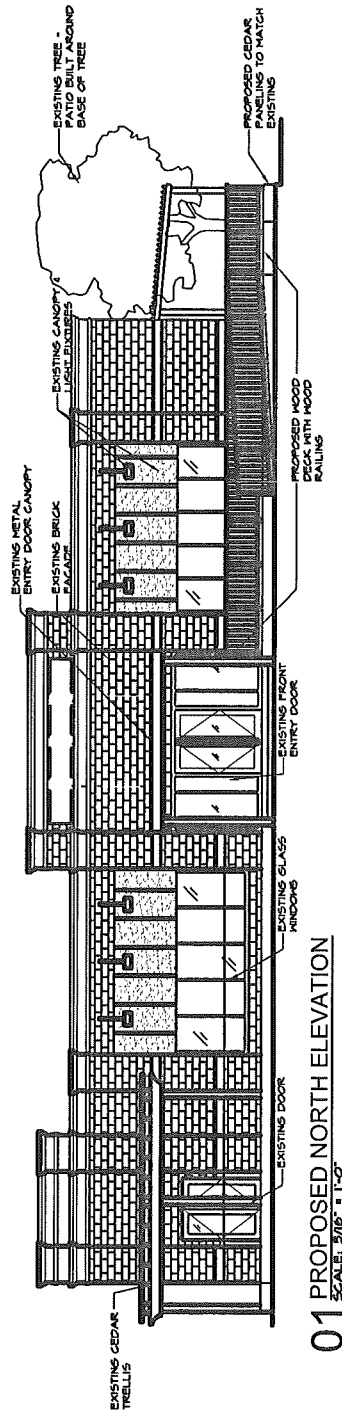 EXISTING CEDAR
TRELLIS
EXISTING METAL
ENTRY DOOR CANOPY
EXISTING BRICK
FACADE
EXISTING CANOPY &
LIGHT FIXTURES
EXISTING TREE -
PATIO BUILT AROUND
BASE OF TREE
EXISTING DOOR
EXISTING GLASS
WINDOWS
EXISTING FRONT
ENTRY DOOR
PROPOSED WOOD
DECK WITH WOOD
RAILING
PROPOSED CEDAR
PANELING TO MATCH
EXISTING
01 PROPOSED NORTH ELEVATION
SCALE: 3/16" = 1'-0"